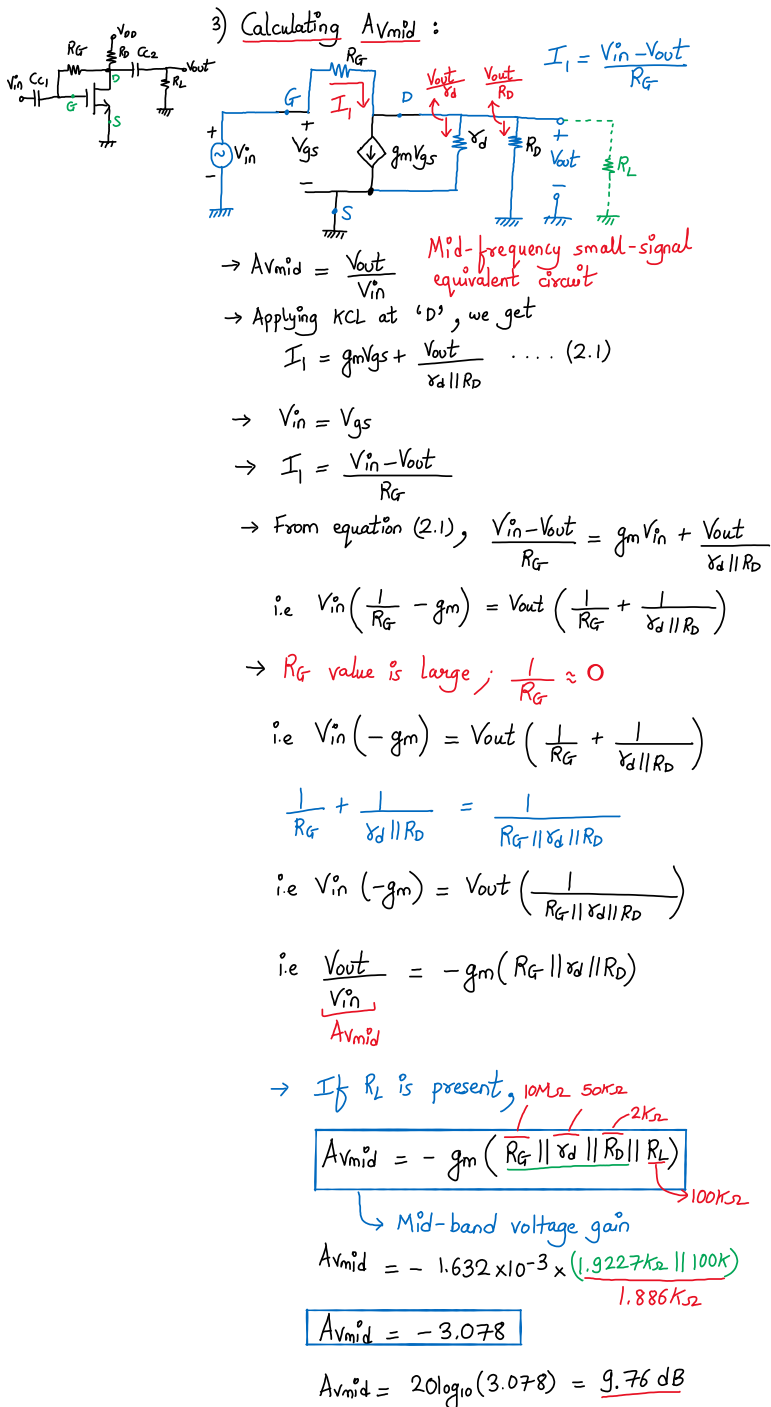 3) Calculating AVmid :
VDD
RG
RD
CC2
Vout
D
Vin
CC1
G
RL
S
RG
I1 = Vin-Vout / RG
G
I1
D
Vout/rd
Vout/RD
+
Vin
-
+
Vgs
-
gmVgs
rd
RD
+
Vout
-
RL
S
Mid-frequency small-signal
equivalent circuit
→ AVmid = Vout / Vin
→ Applying KCL at 'D', we get
I1 = gmVgs + Vout / rd||RD .... (2.1)
→ Vin = Vgs
→ I1 = Vin-Vout / RG
→ From equation (2.1), Vin-Vout / RG = gmVin + Vout / rd||RD
i.e Vin(1/RG - gm) = Vout(1/RG + 1/rd||RD)
→ RG value is large; 1/RG ≈ 0
i.e Vin(-gm) = Vout(1/RG + 1/rd||RD)
1/RG + 1/rd||RD = 1/RG||rd||RD
i.e Vin(-gm) = Vout(1/RG||rd||RD)
i.e Vout/Vin = -gm(RG||rd||RD)
AVmid
→ If RL is present,
10MΩ 50KΩ
2KΩ
AVmid = - gm(RG||rd||RD||RL)
100KΩ
Mid-band voltage gain
AVmid = - 1.632x10-3 x (1.9227KΩ || 100K)
1.886KΩ
AVmid = - 3.078
AVmid = 20log10(3.078) = 9.76 dB